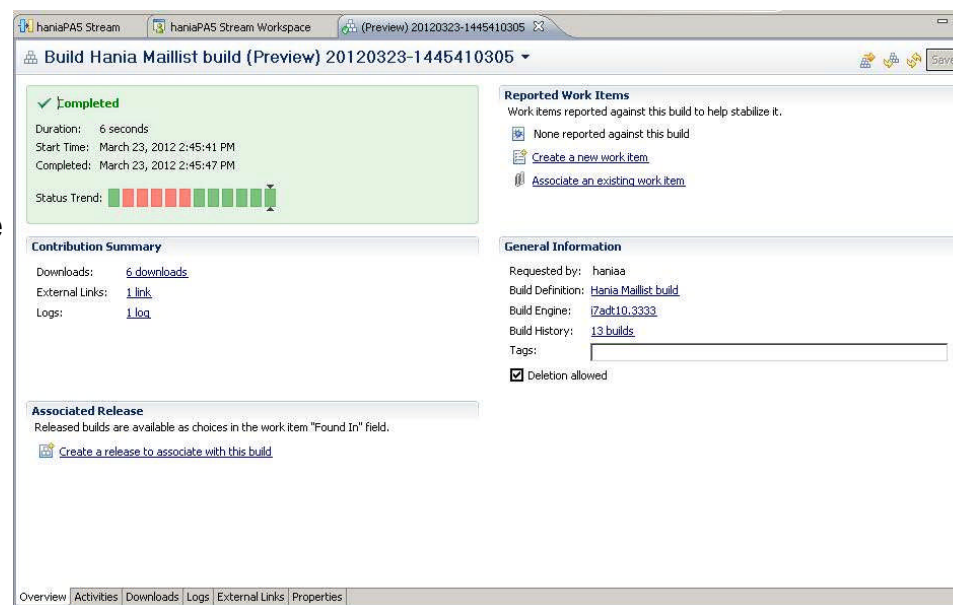 haniaPA5 Stream
haniaPA5 Stream Workspace
(Preview) 20120323-1445410305
Build Hania Maillist build (Preview) 20120323-1445410305
Save
Completed
Duration: 6 seconds
Start Time: March 23, 2012 2:45:41 PM
Completed: March 23, 2012 2:45:47 PM
Status Trend:
Reported Work Items
Work items reported against this build to help stabilize it.
None reported against this build
Create a new work item
Associate an existing work item
e
Contribution Summary
Downloads: 6 downloads
External Links: 1 link
Logs: 1 log
General Information
Requested by: haniaa
Build Definition: Hania Maillist build
Build Engine: i7adt10.3333
Build History: 13 builds
Tags:
Deletion allowed
Associated Release
Released builds are available as choices in the work item "Found In" field.
Create a release to associate with this build
Overview Activities Downloads Logs External Links Properties